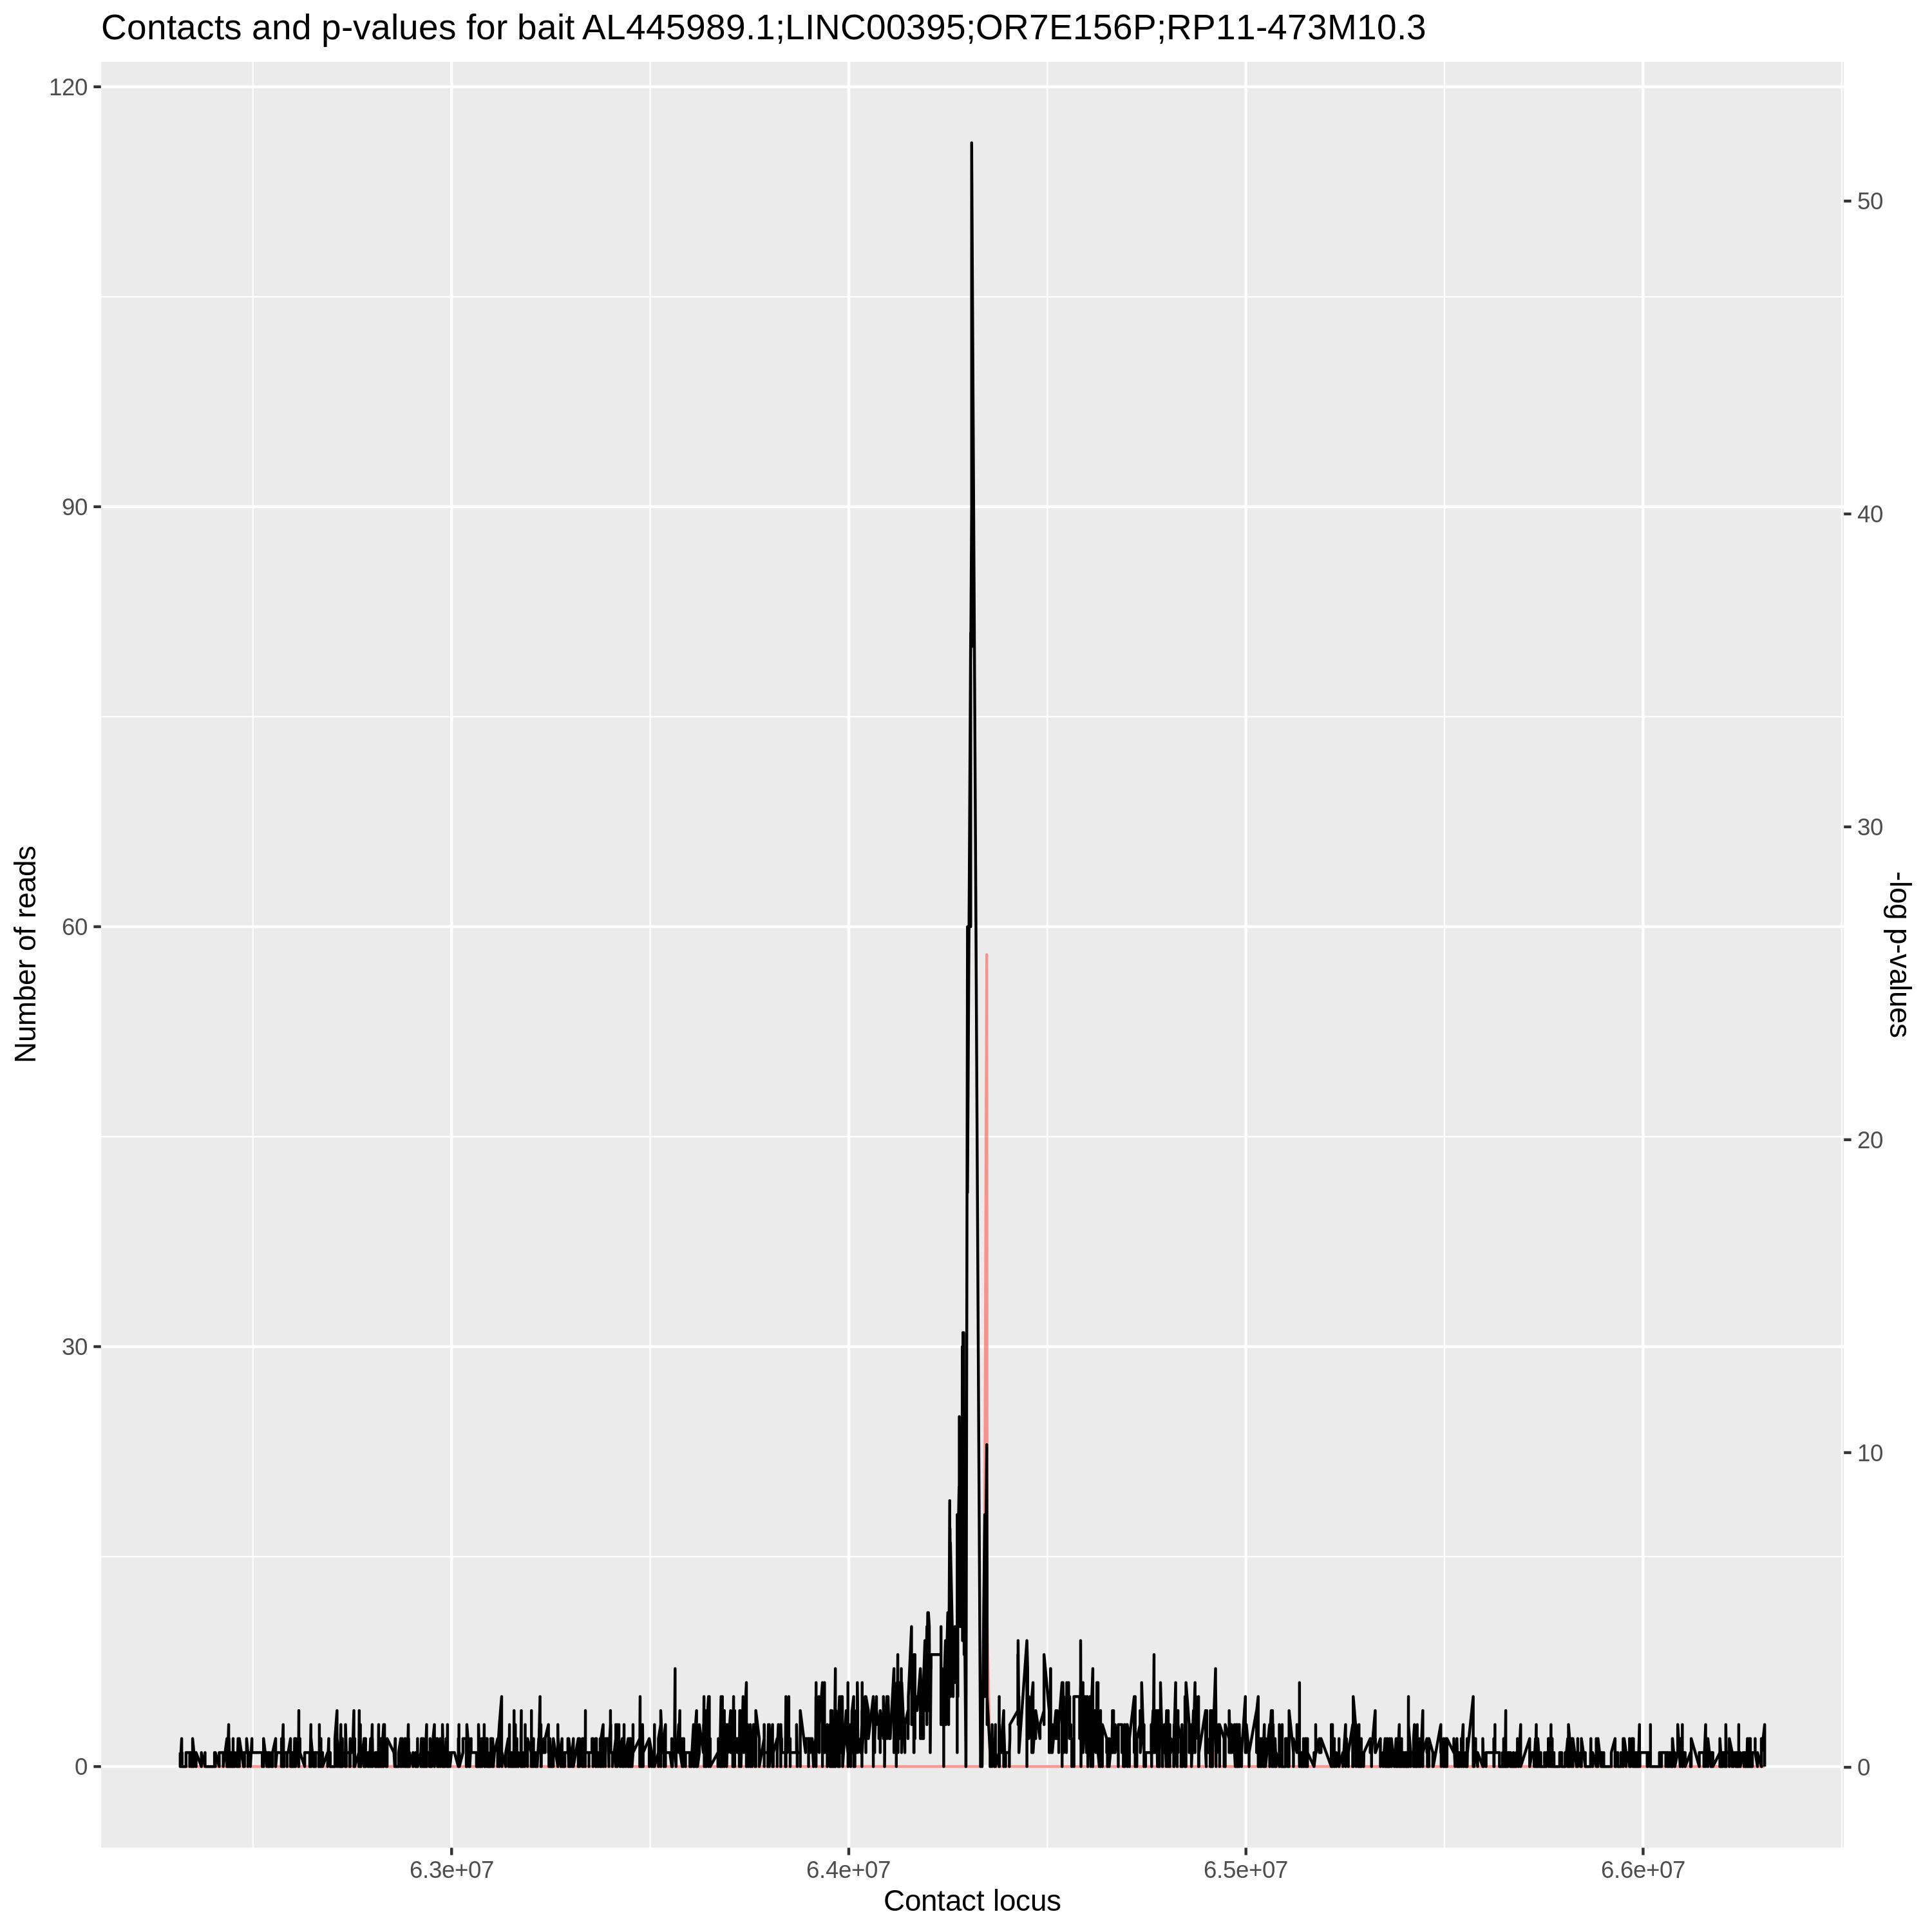 Contacts and p-values for bait AL445989.1;LINC00395;OR7E156P;RP11-473M10.3
120
90
60
30
0
Number of reads
50
40
30
20
10
0
-log p-values
6.3e+07
6.4e+07
6.5e+07
6.6e+07
Contact locus